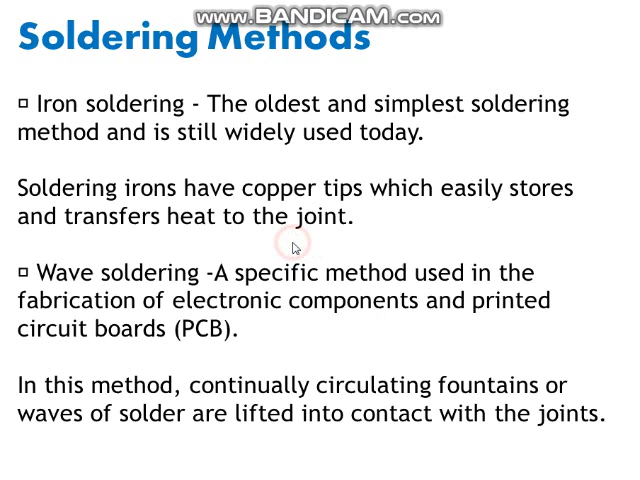 www.BANDICAM.com
Soldering Methods
Iron soldering - The oldest and simplest soldering
method and is still widely used today.
Soldering irons have copper tips which easily stores
and transfers heat to the joint.
Wave soldering -A specific method used in the
fabrication of electronic components and printed
circuit boards (PCB).
In this method, continually circulating fountains or
waves of solder are lifted into contact with the joints.